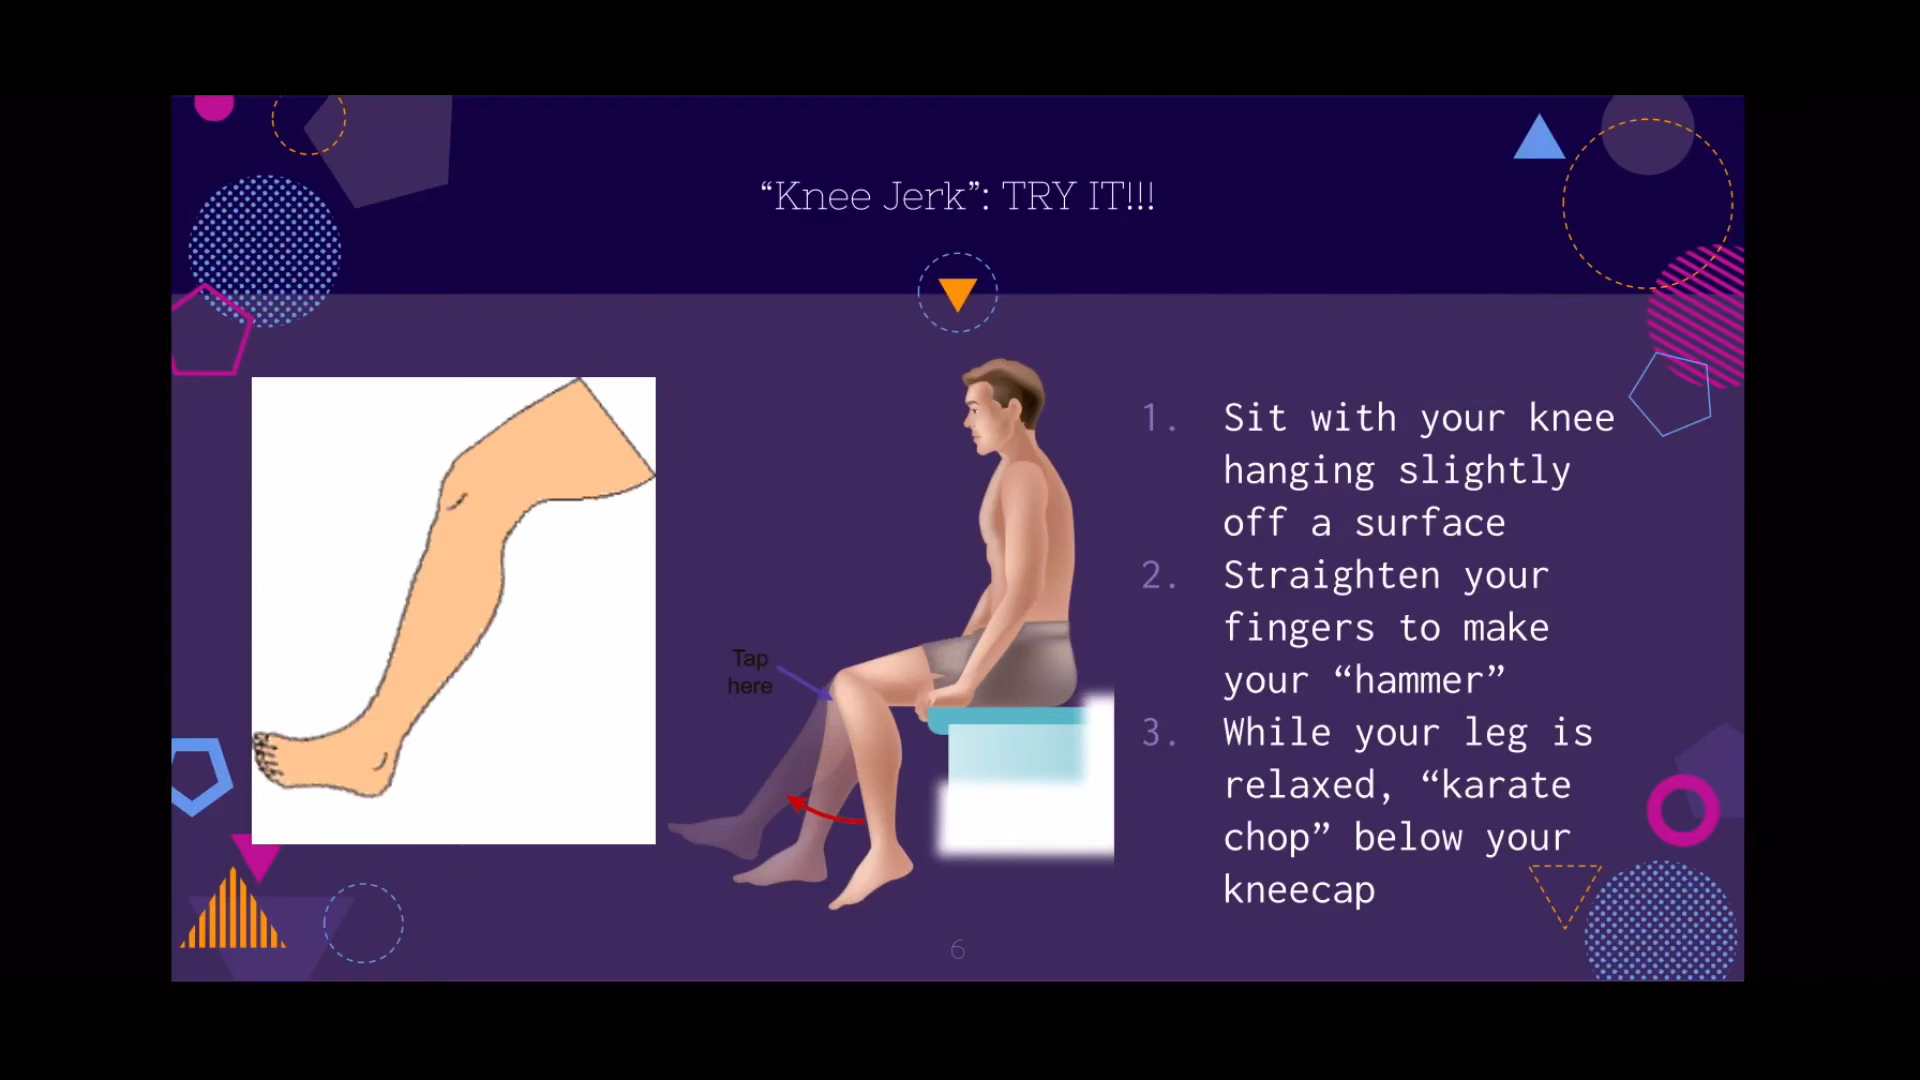 “Knee Jerk”: TRY IT!!!
Tap
here
1. Sit with your knee
hanging slightly
off a surface
2. Straighten your
fingers to make
your “hammer”
3. While your leg is
relaxed, “karate
chop” below your
kneecap
6